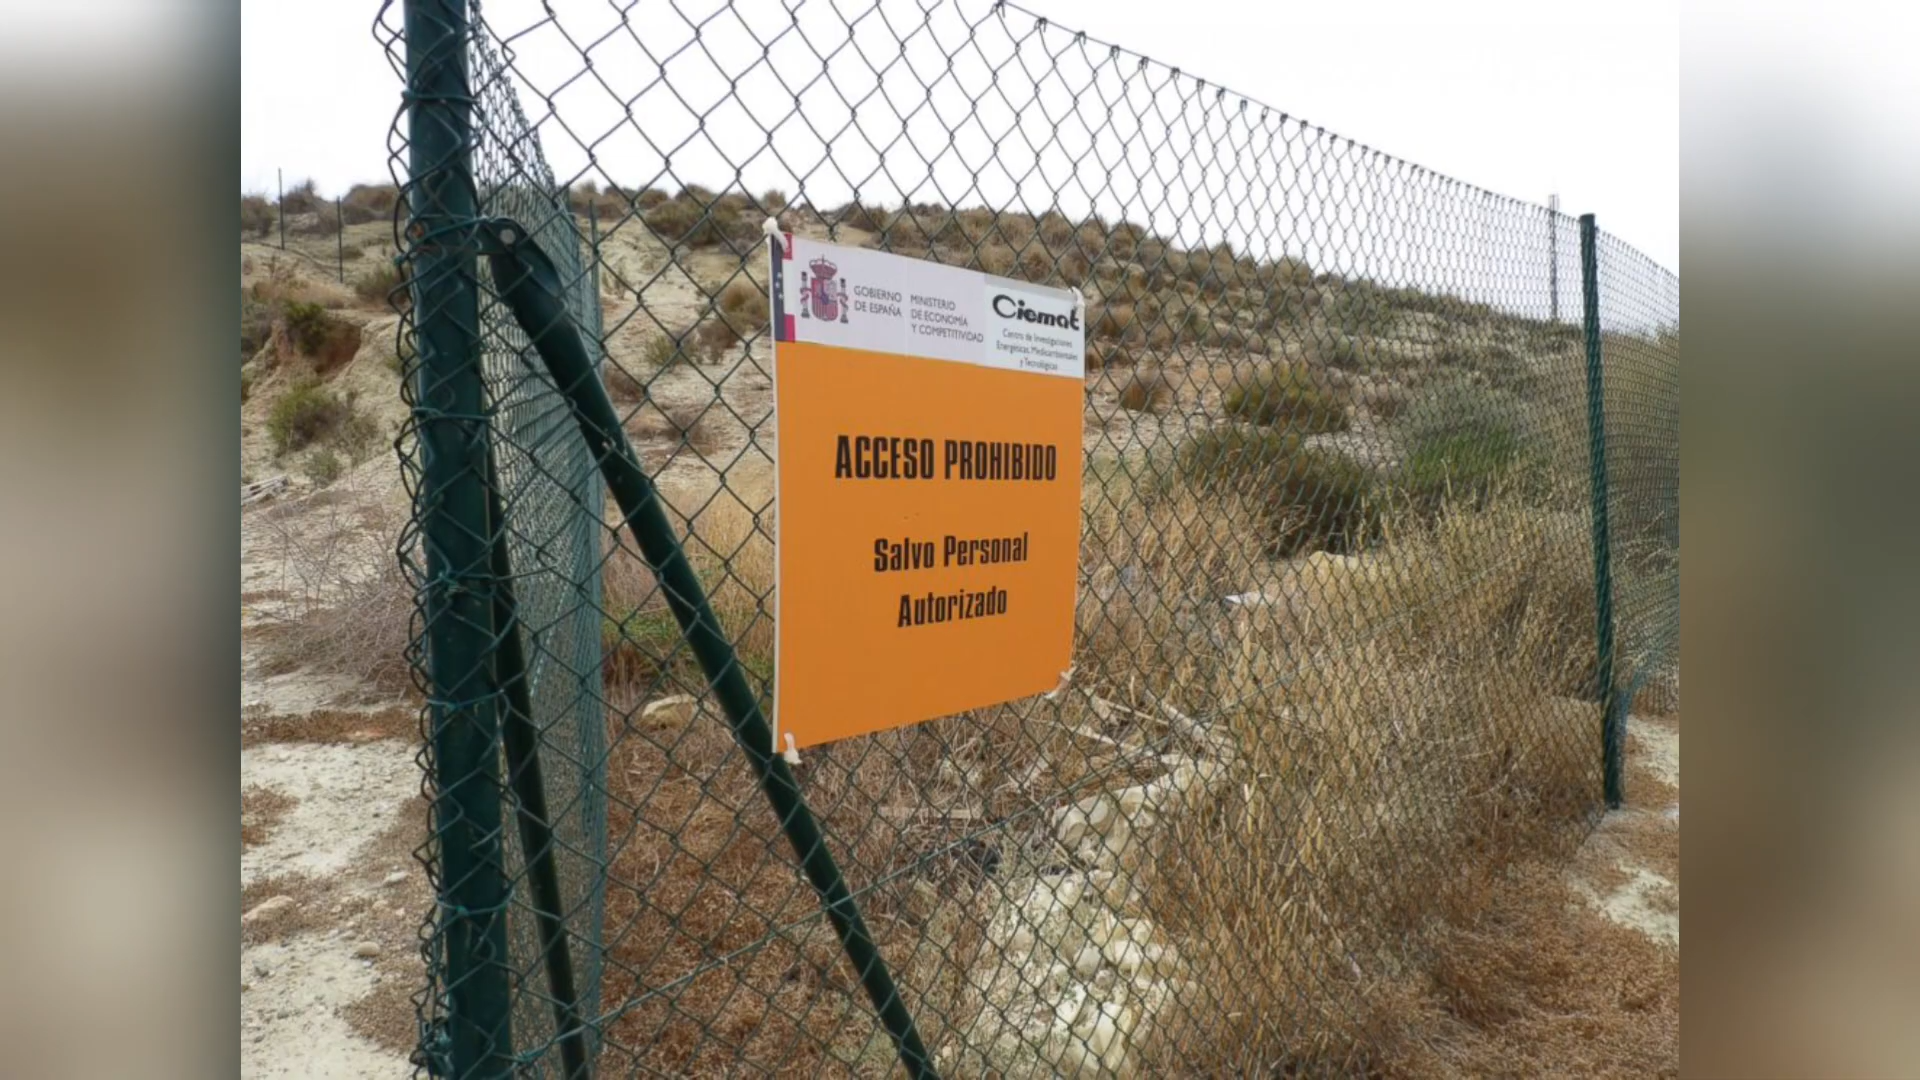 GOBIERNO
DE ESPAÑA
MINISTERIO
DE ECONOMÍA
Y COMPETITIVIDAD
Ciemat
Centro de Investigaciones
Energéticas, Medioambientales
y Tecnológicas
ACCESO PROHIBIDO
Salvo Personal
Autorizado